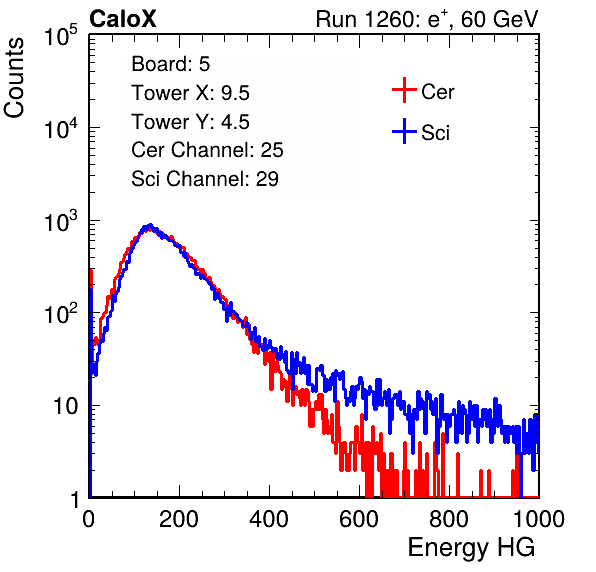 CaloX Run 1260: e⁺, 60 GeV
Counts
10⁵
10⁴
10³
10²
10
1
Board: 5
Tower X: 9.5
Tower Y: 4.5
Cer Channel: 25
Sci Channel: 29
Cer
Sci
0 200 400 600 800 1000
Energy HG